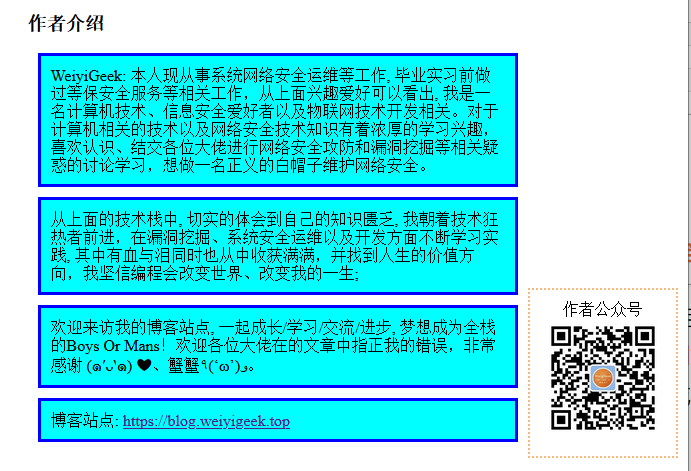 作者介绍
WeiyiGeek: 本人现从事系统网络安全运维等工作, 毕业实习前做
过等保安全服务等相关工作，从上面兴趣爱好可以看出, 我是一
名计算机技术、信息安全爱好者以及物联网技术开发相关。对于
计算机相关的技术以及网络安全技术知识有着浓厚的学习兴趣，
喜欢认识、结交各位大佬进行网络安全攻防和漏洞挖掘等相关疑
惑的讨论学习，想做一名正义的白帽子维护网络安全。
从上面的技术栈中, 切实的体会到自己的知识匮乏, 我朝着技术狂
热者前进，在漏洞挖掘、系统安全运维以及开发方面不断学习实
践, 其中有血与泪同时也从中收获满满，并找到人生的价值方
向，我坚信编程会改变世界、改变我的一生;
作者公众号
欢迎来访我的博客站点, 一起成长/学习/交流/进步, 梦想成为全栈
的Boys Or Mans！欢迎各位大佬在的文章中指正我的错误，非常
感谢 (๑′ᴗ‵๑) ❤、蟹蟹٩('ω')و。
博客站点: https://blog.weiyigeek.top